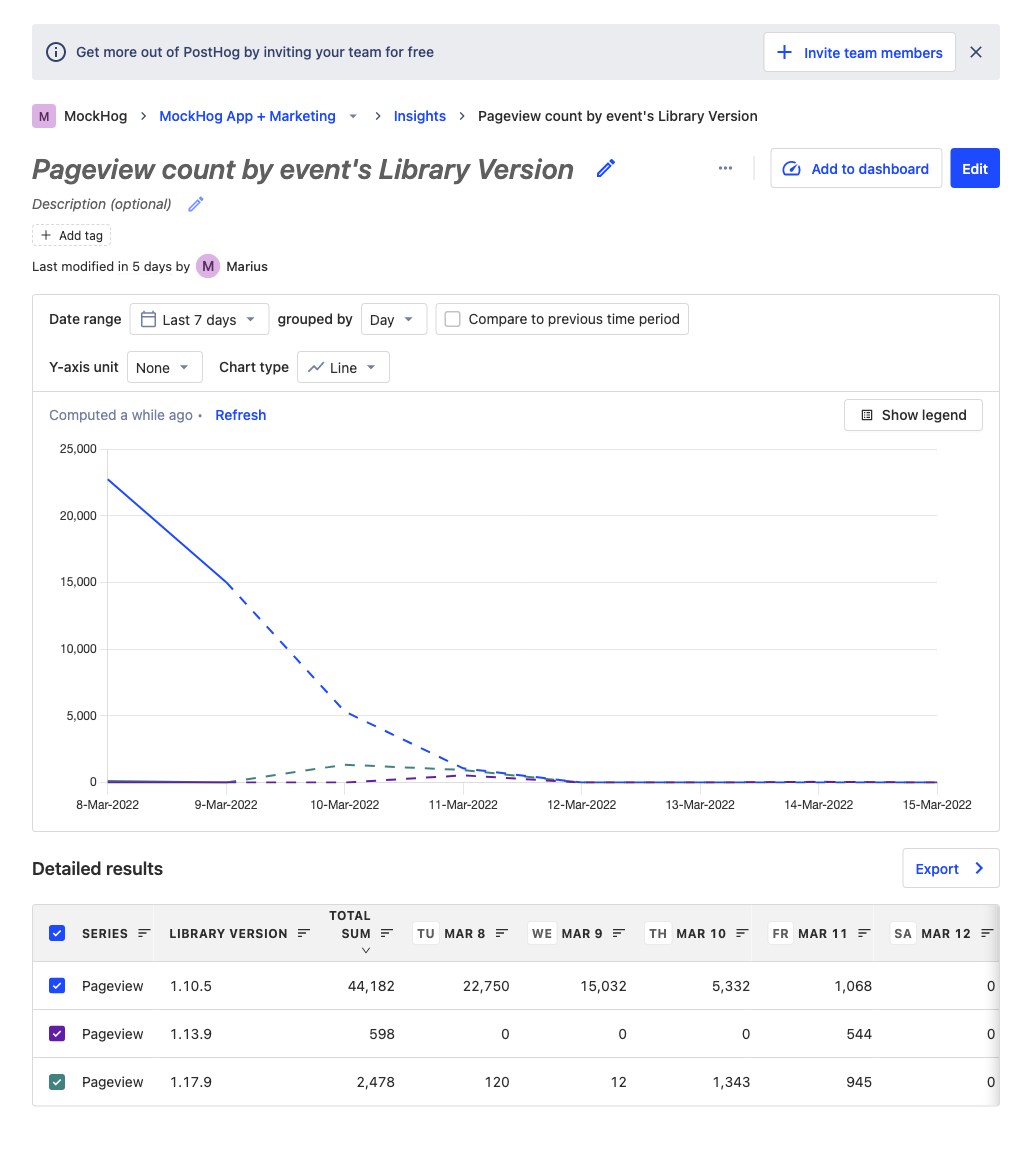 Get more out of PostHog by inviting your team for free
Invite team members
M MockHog > MockHog App + Marketing > Insights > Pageview count by event's Library Version
Pageview count by event's Library Version
Add to dashboard
Edit
Description (optional)
+ Add tag
Last modified in 5 days by M Marius
Date range Last 7 days grouped by Day Compare to previous time period
Y-axis unit None Chart type Line
Computed a while ago • Refresh
Show legend
25,000
20,000
15,000
10,000
5,000
0
8-Mar-2022 9-Mar-2022 10-Mar-2022 11-Mar-2022 12-Mar-2022 13-Mar-2022 14-Mar-2022 15-Mar-2022
Detailed results
Export
SERIES LIBRARY VERSION TOTAL SUM TU MAR 8 WE MAR 9 TH MAR 10 FR MAR 11 SA MAR 12
Pageview 1.10.5 44,182 22,750 15,032 5,332 1,068 0
Pageview 1.13.9 598 0 0 0 544 0
Pageview 1.17.9 2,478 120 12 1,343 945 0